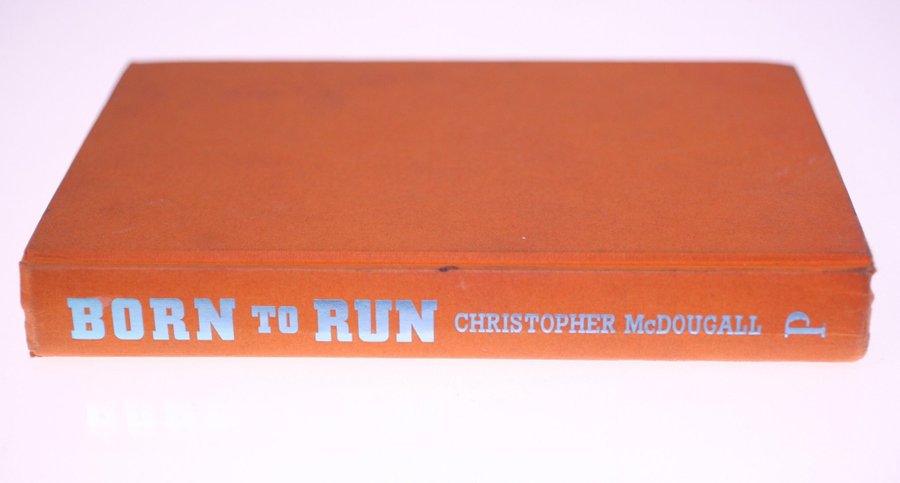 BORN TO RUN CHRISTOPHER McDOUGALL P